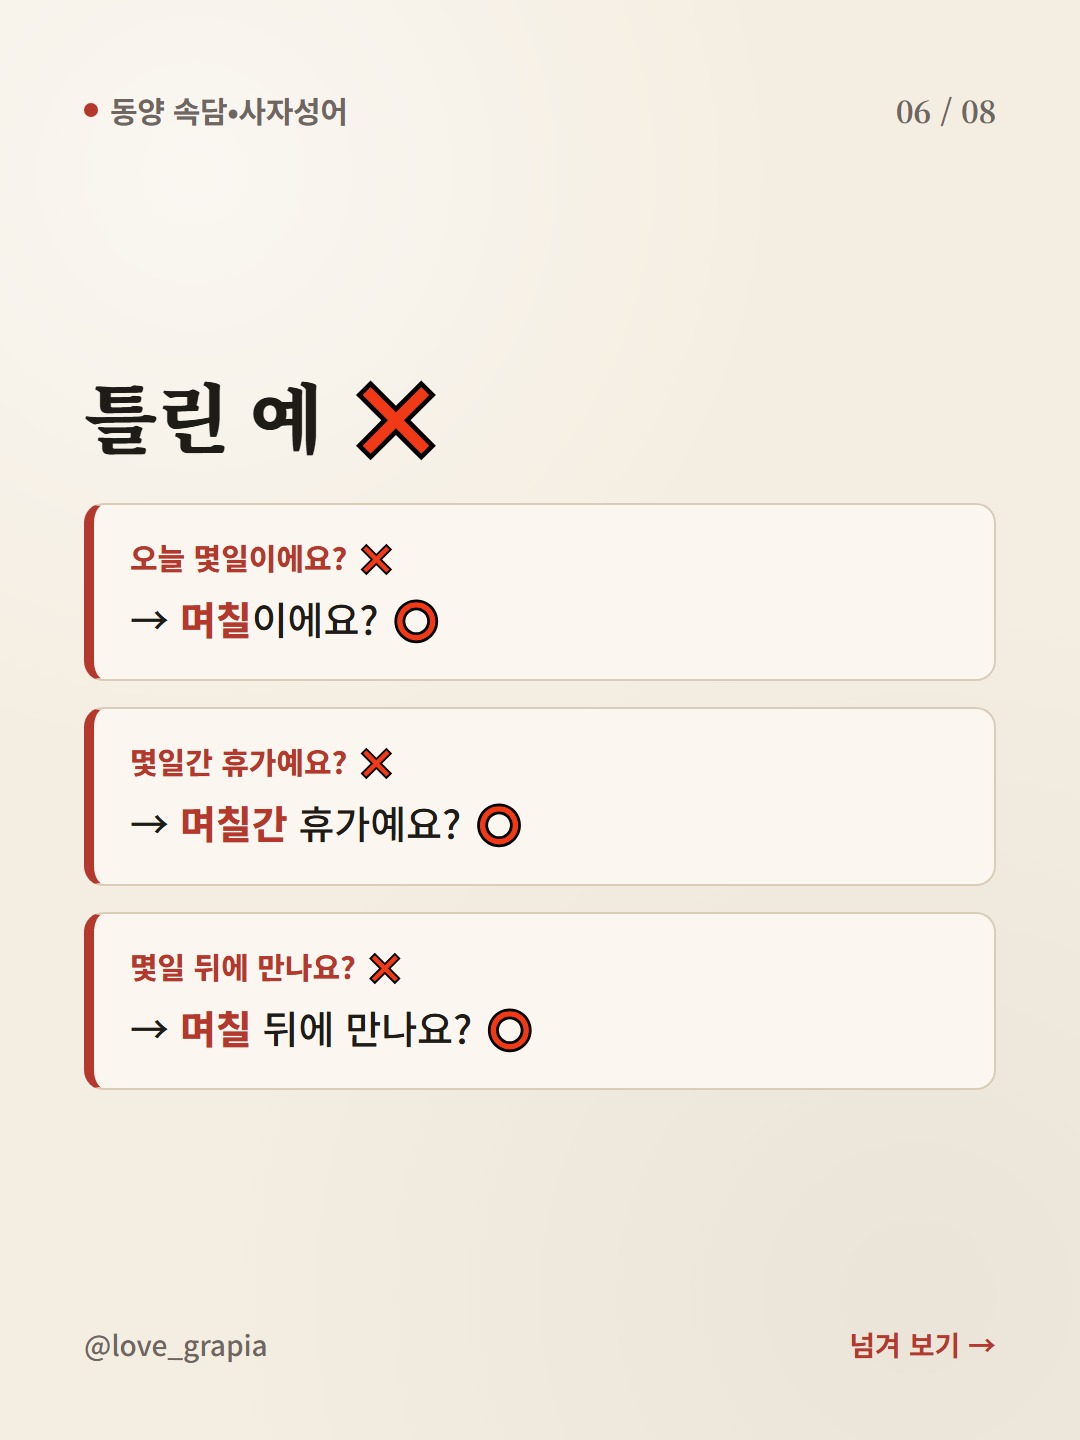 동양 속담•사자성어
06 / 08
틀린 예 ❌
오늘 몇일이에요? ❌
→ 며칠이에요? ⭕
몇일간 휴가예요? ❌
→ 며칠간 휴가예요? ⭕
몇일 뒤에 만나요? ❌
→ 며칠 뒤에 만나요? ⭕
@love_grapia
넘겨 보기 →